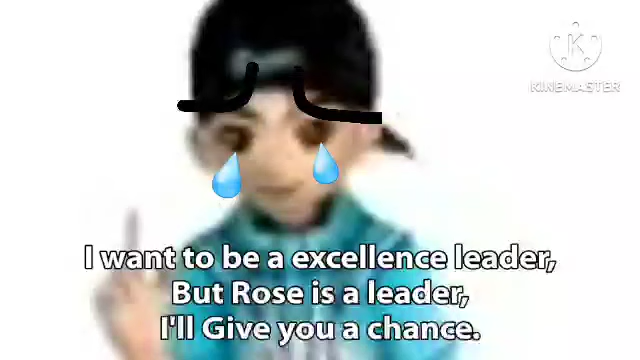 KINEMASTER
I want to be a excellence leader,
But Rose is a leader,
I'll Give you a chance.